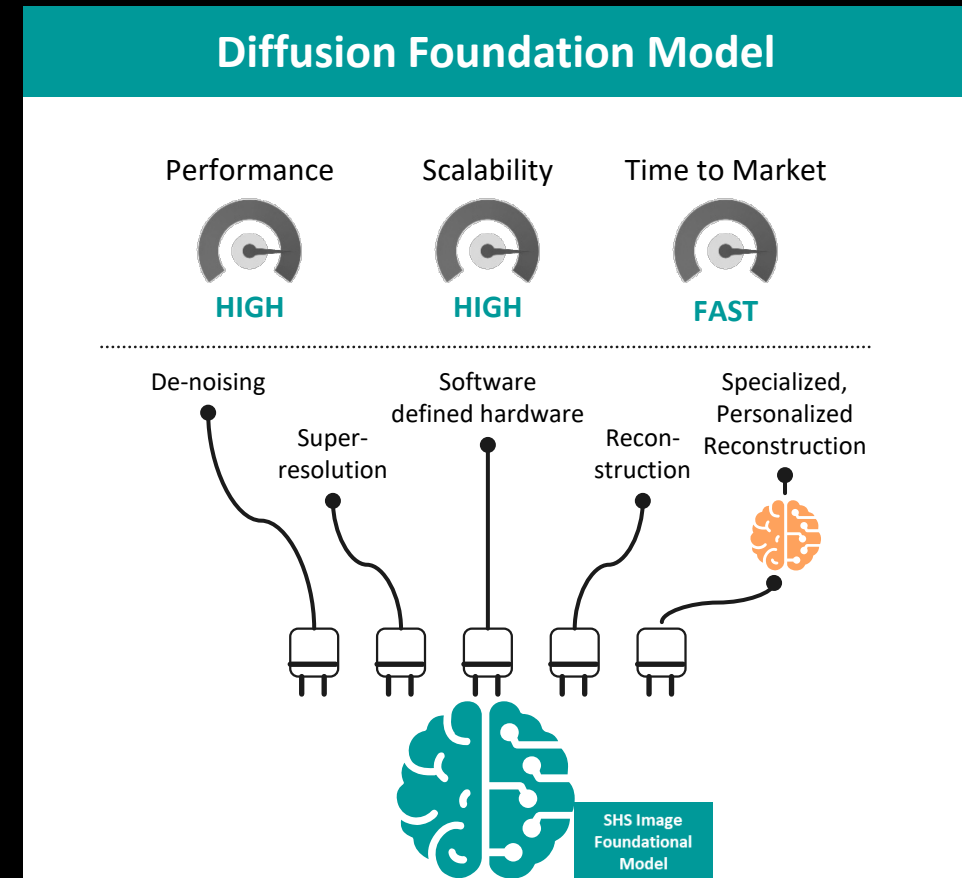 Diffusion Foundation Model
Performance
Scalability
Time to Market
HIGH
HIGH
FAST
De-noising
Super-
resolution
Software
defined hardware
Recon-
struction
Specialized,
Personalized
Reconstruction
SHS Image
Foundational
Model